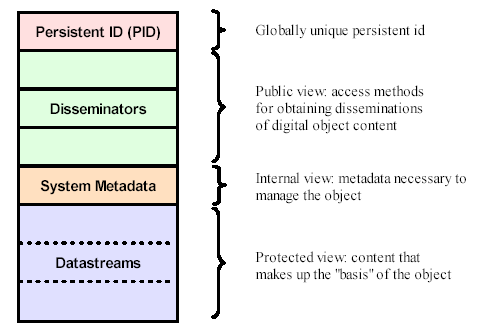 Persistent ID (PID)
Globally unique persistent id
Disseminators
Public view: access methods
for obtaining disseminations
of digital object content
System Metadata
Internal view: metadata necessary to
manage the object
Datastreams
Protected view: content that
makes up the "basis" of the object